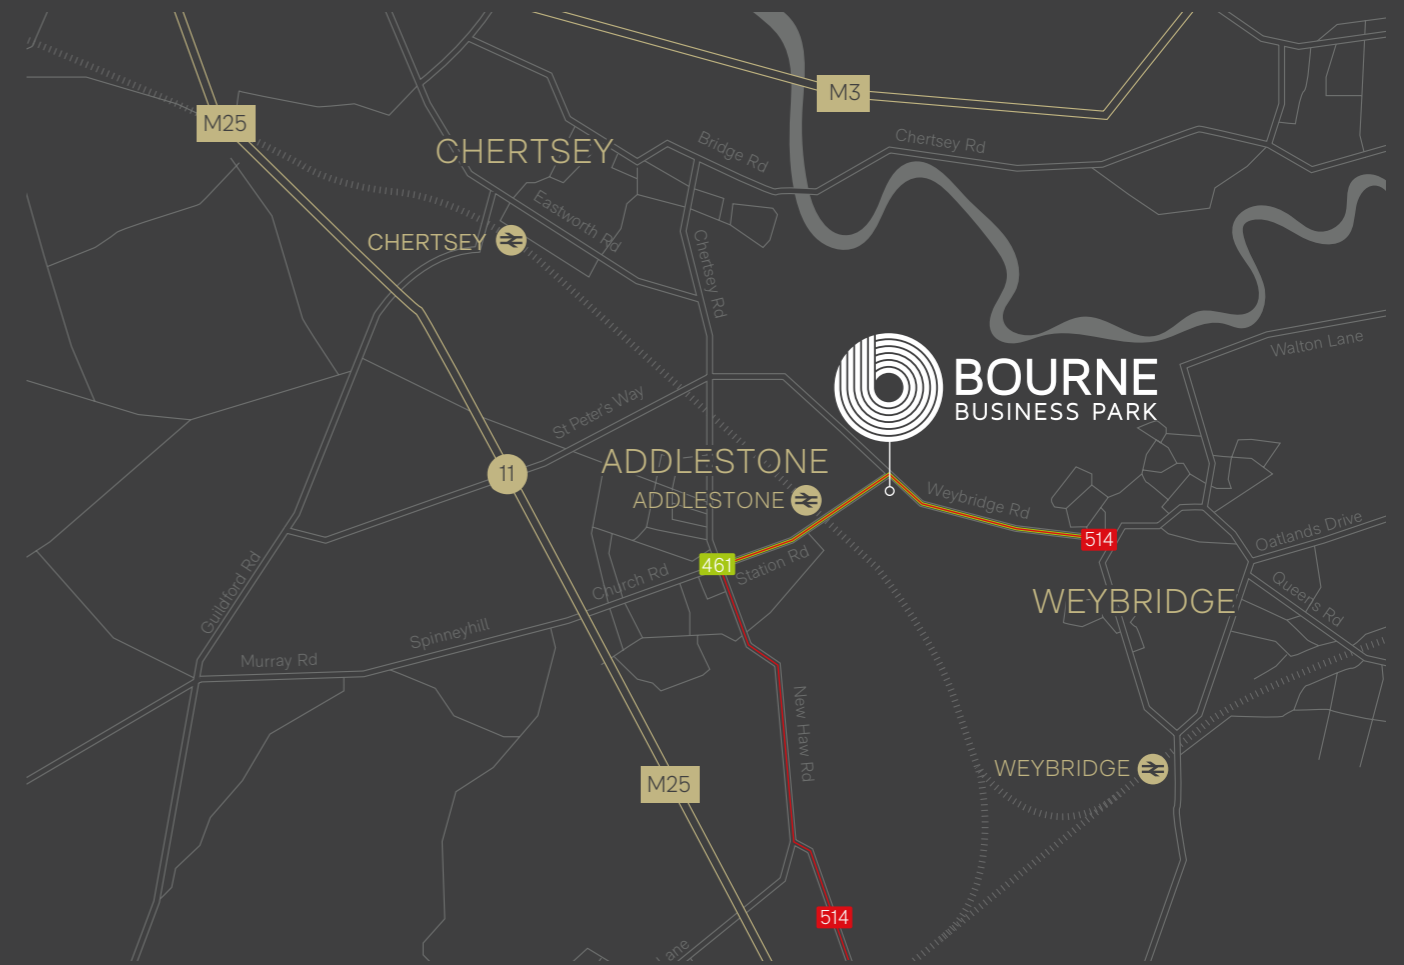 M3
M25
Chertsey Rd
Bridge Rd
CHERTSEY
Eastworth Rd
CHERTSEY
Chertsey Rd
Walton Lane
BOURNE
BUSINESS PARK
St Peter's Way
ADDLESTONE
11
ADDLESTONE
Weybridge Rd
514
Oatlands Drive
461
Station Rd
Church Rd
Guildford Rd
Queens Rd
WEYBRIDGE
Spinneyhill
Murray Rd
New Haw Rd
WEYBRIDGE
M25
514